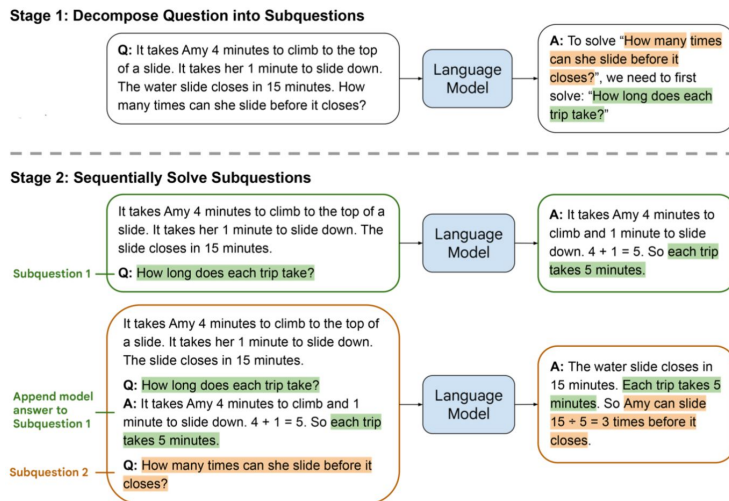 Stage 1: Decompose Question into Subquestions
Q: It takes Amy 4 minutes to climb to the top
of a slide. It takes her 1 minute to slide down.
The water slide closes in 15 minutes. How
many times can she slide before it closes?
Language
Model
A: To solve “How many times
can she slide before it
closes?”, we need to first
solve: “How long does each
trip take?”
Stage 2: Sequentially Solve Subquestions
It takes Amy 4 minutes to climb to the top of a
slide. It takes her 1 minute to slide down. The
slide closes in 15 minutes.
Subquestion 1
Q: How long does each trip take?
Language
Model
A: It takes Amy 4 minutes to
climb and 1 minute to slide
down. 4 + 1 = 5. So each trip
takes 5 minutes.
It takes Amy 4 minutes to climb to the top of
a slide. It takes her 1 minute to slide down.
The slide closes in 15 minutes.
Append model
answer to
Subquestion 1
Q: How long does each trip take?
A: It takes Amy 4 minutes to climb and 1
minute to slide down. 4 + 1 = 5. So each trip
takes 5 minutes.
Subquestion 2
Q: How many times can she slide before it
closes?
Language
Model
A: The water slide closes in
15 minutes. Each trip takes 5
minutes. So Amy can slide
15 ÷ 5 = 3 times before it
closes.